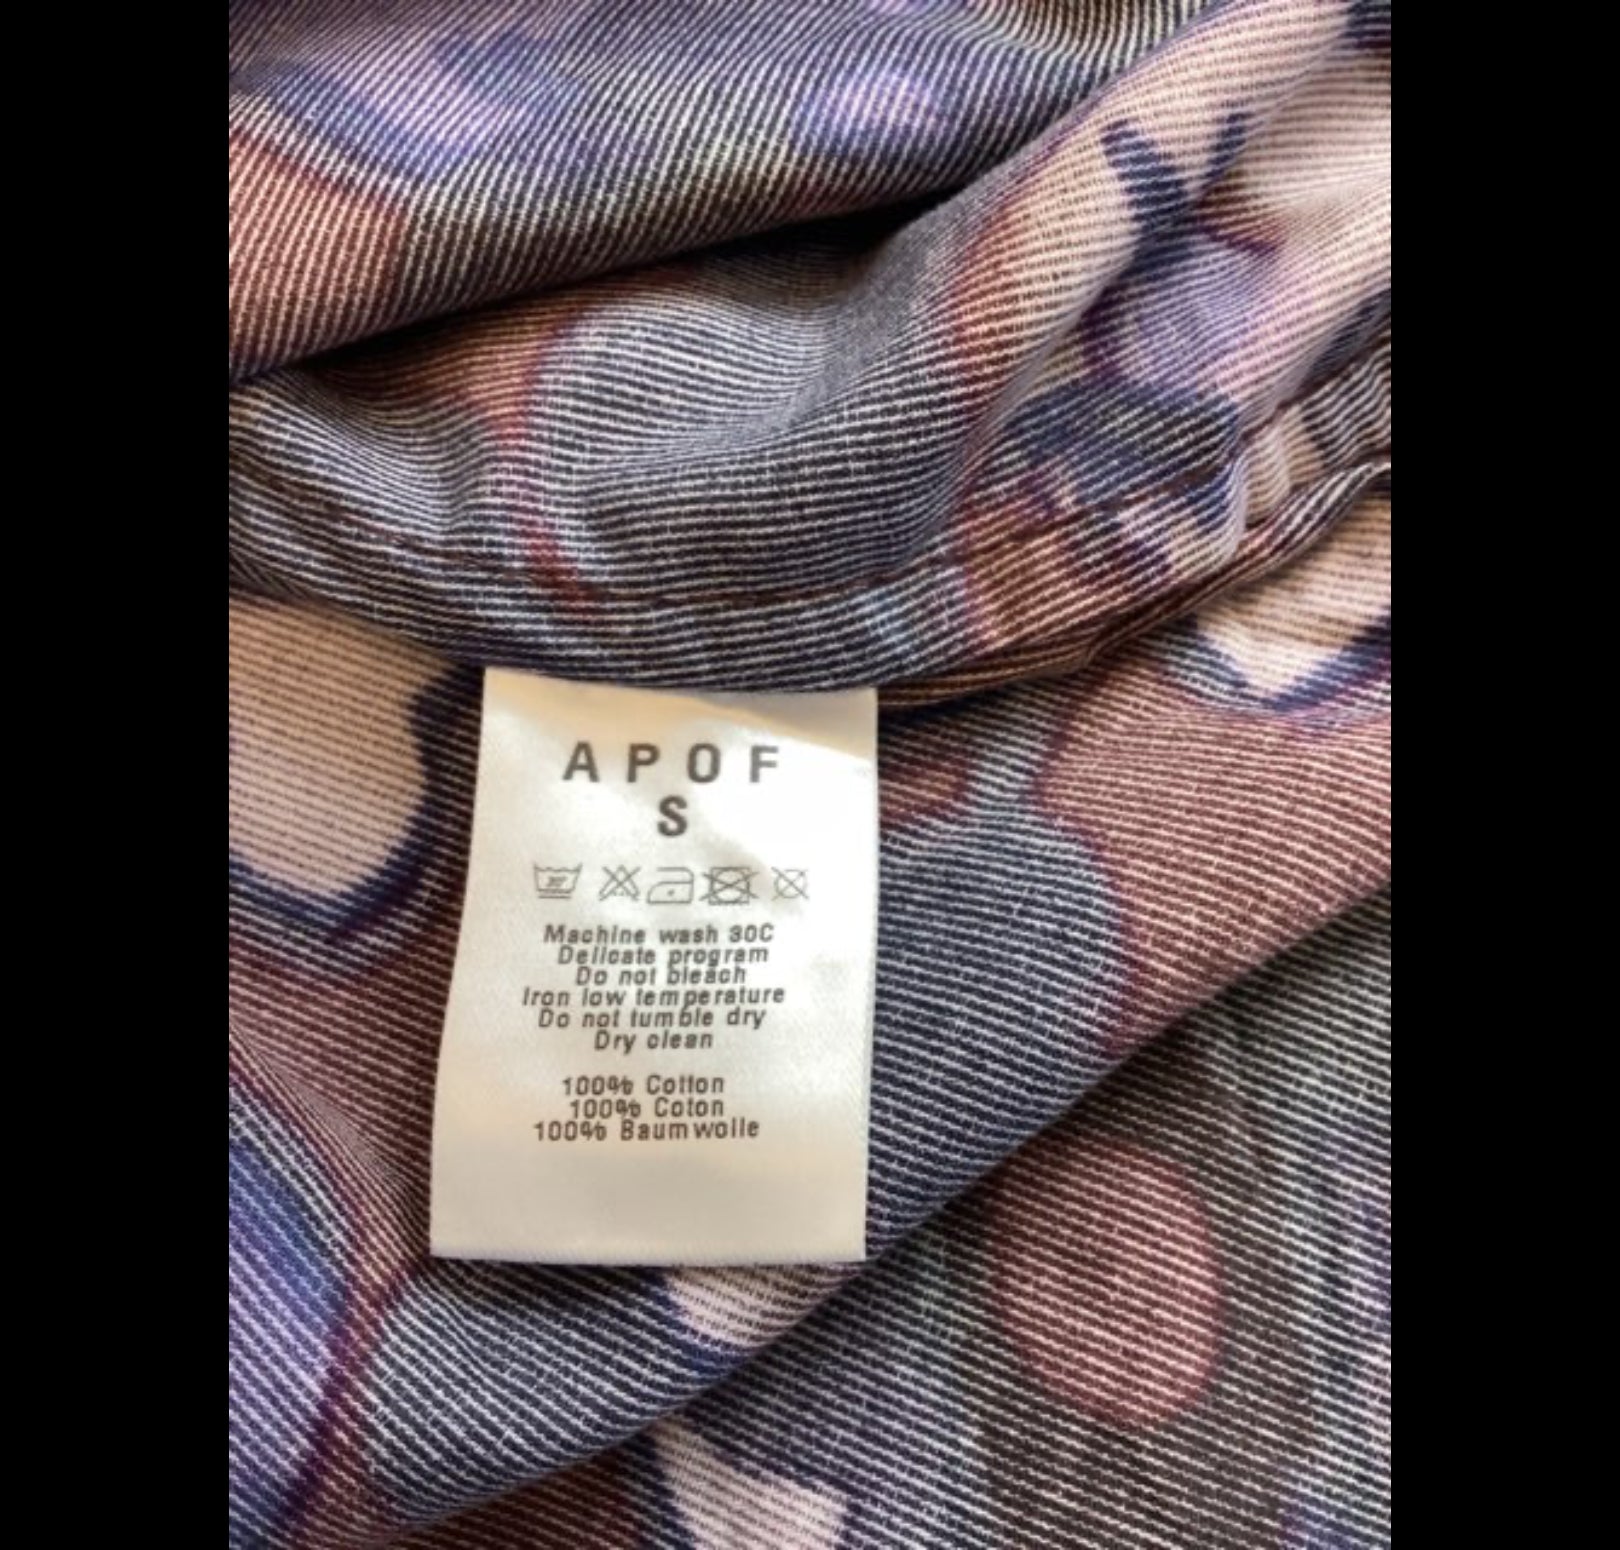 APOF
S
Machine wash 30C
Delicate program
Do not bleach
Iron low temperature
Do not tumble dry
Dry clean
100% Cotton
100% Coton
100% Baumwolle